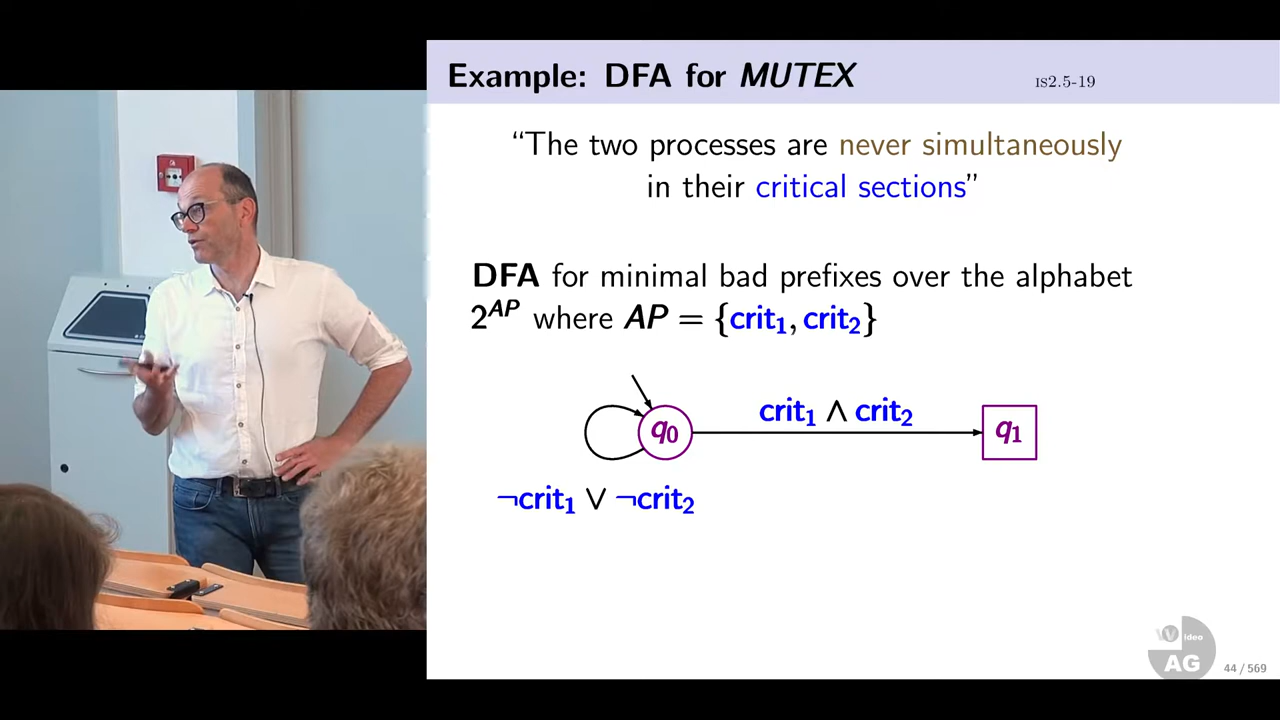 Example: DFA for MUTEX
IS2.5-19
“The two processes are never simultaneously
in their critical sections”
DFA for minimal bad prefixes over the alphabet
2^AP where AP = {crit₁, crit₂}
crit₁ ∧ crit₂
q₀
q₁
¬crit₁ ∨ ¬crit₂
Video
AG
44 / 569